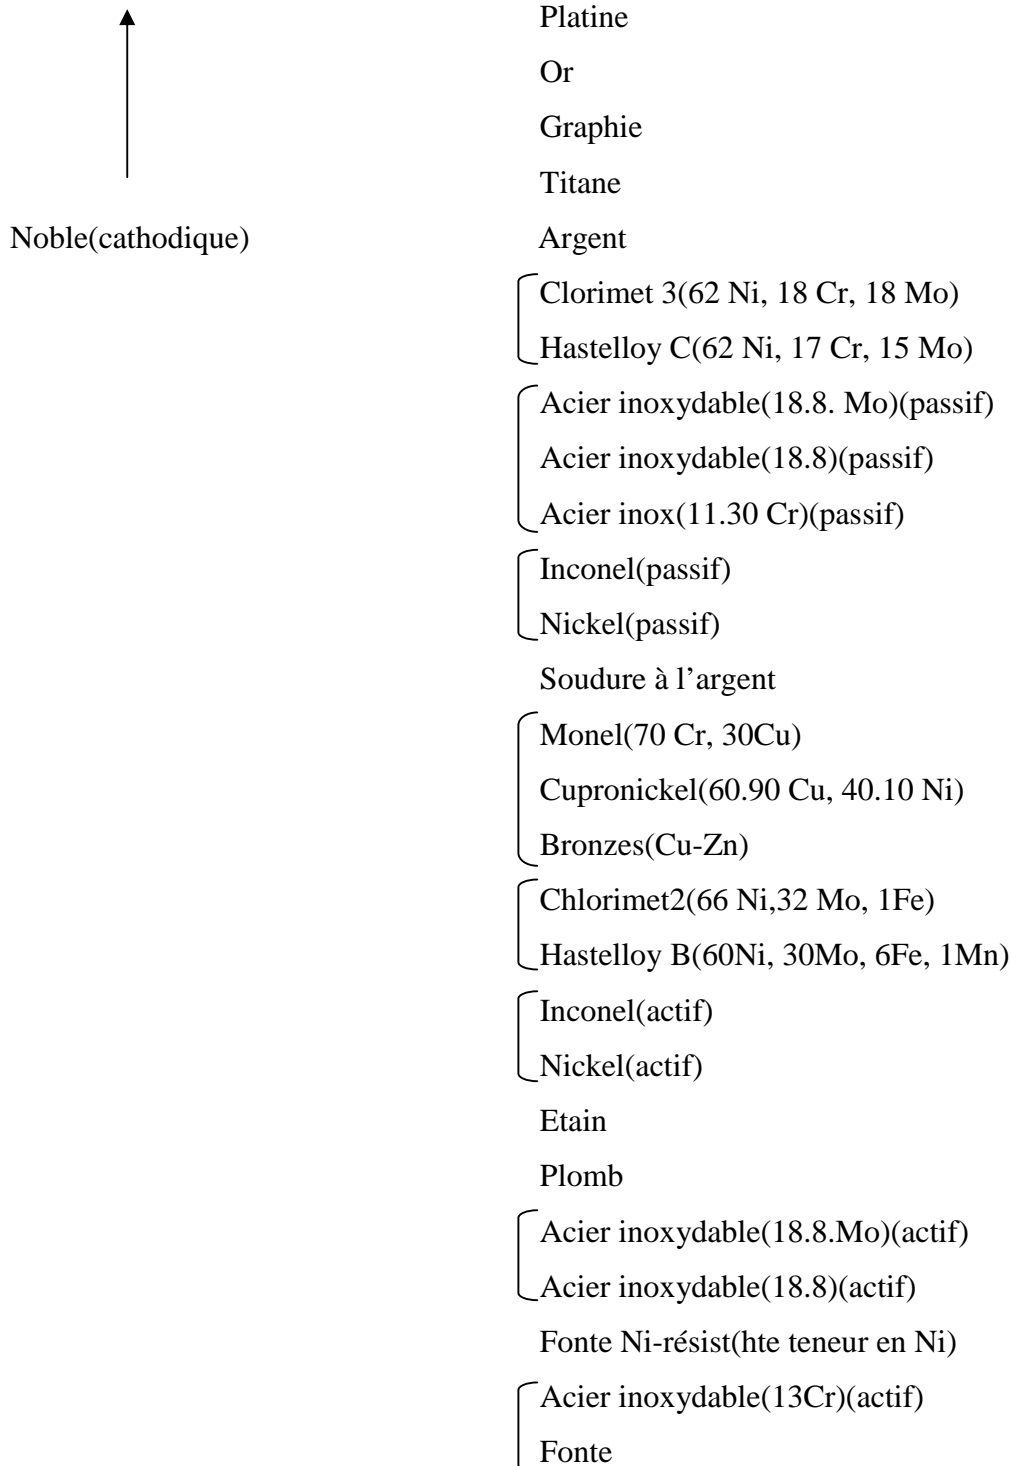 Platine
Or
Graphie
Titane
Noble(cathodique) Argent
Clorimet 3(62 Ni, 18 Cr, 18 Mo)
Hastelloy C(62 Ni, 17 Cr, 15 Mo)
Acier inoxydable(18.8. Mo)(passif)
Acier inoxydable(18.8)(passif)
Acier inox(11.30 Cr)(passif)
Inconel(passif)
Nickel(passif)
Soudure à l’argent
Monel(70 Cr, 30Cu)
Cupronickel(60.90 Cu, 40.10 Ni)
Bronzes(Cu-Zn)
Chlorimet2(66 Ni,32 Mo, 1Fe)
Hastelloy B(60Ni, 30Mo, 6Fe, 1Mn)
Inconel(actif)
Nickel(actif)
Etain
Plomb
Acier inoxydable(18.8.Mo)(actif)
Acier inoxydable(18.8)(actif)
Fonte Ni-résist(hte teneur en Ni)
Acier inoxydable(13Cr)(actif)
Fonte